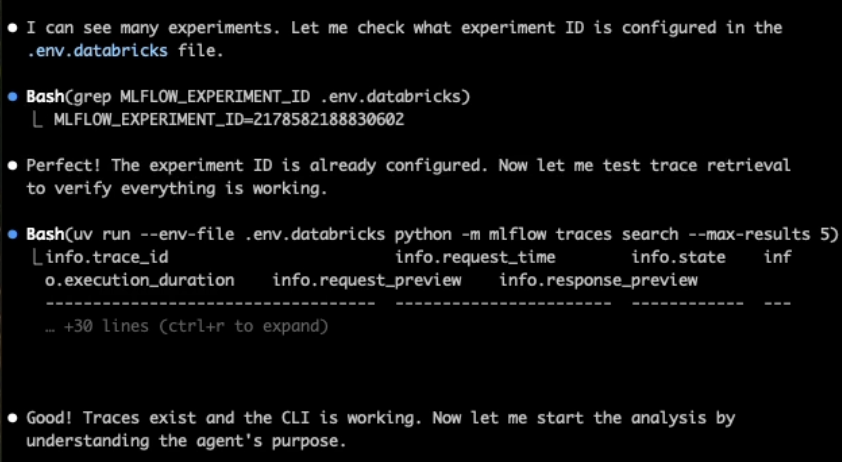 ● I can see many experiments. Let me check what experiment ID is configured in the
.env.databricks file.
● Bash(grep MLFLOW_EXPERIMENT_ID .env.databricks)
⎿ MLFLOW_EXPERIMENT_ID=2178582188830602
● Perfect! The experiment ID is already configured. Now let me test trace retrieval
to verify everything is working.
● Bash(uv run --env-file .env.databricks python -m mlflow traces search --max-results 5)
⎿ info.trace_id info.request_time info.state inf
o.execution_duration info.request_preview info.response_preview
----------------------------------- ----------------------- ------------ ---
… +30 lines (ctrl+r to expand)
● Good! Traces exist and the CLI is working. Now let me start the analysis by
understanding the agent's purpose.